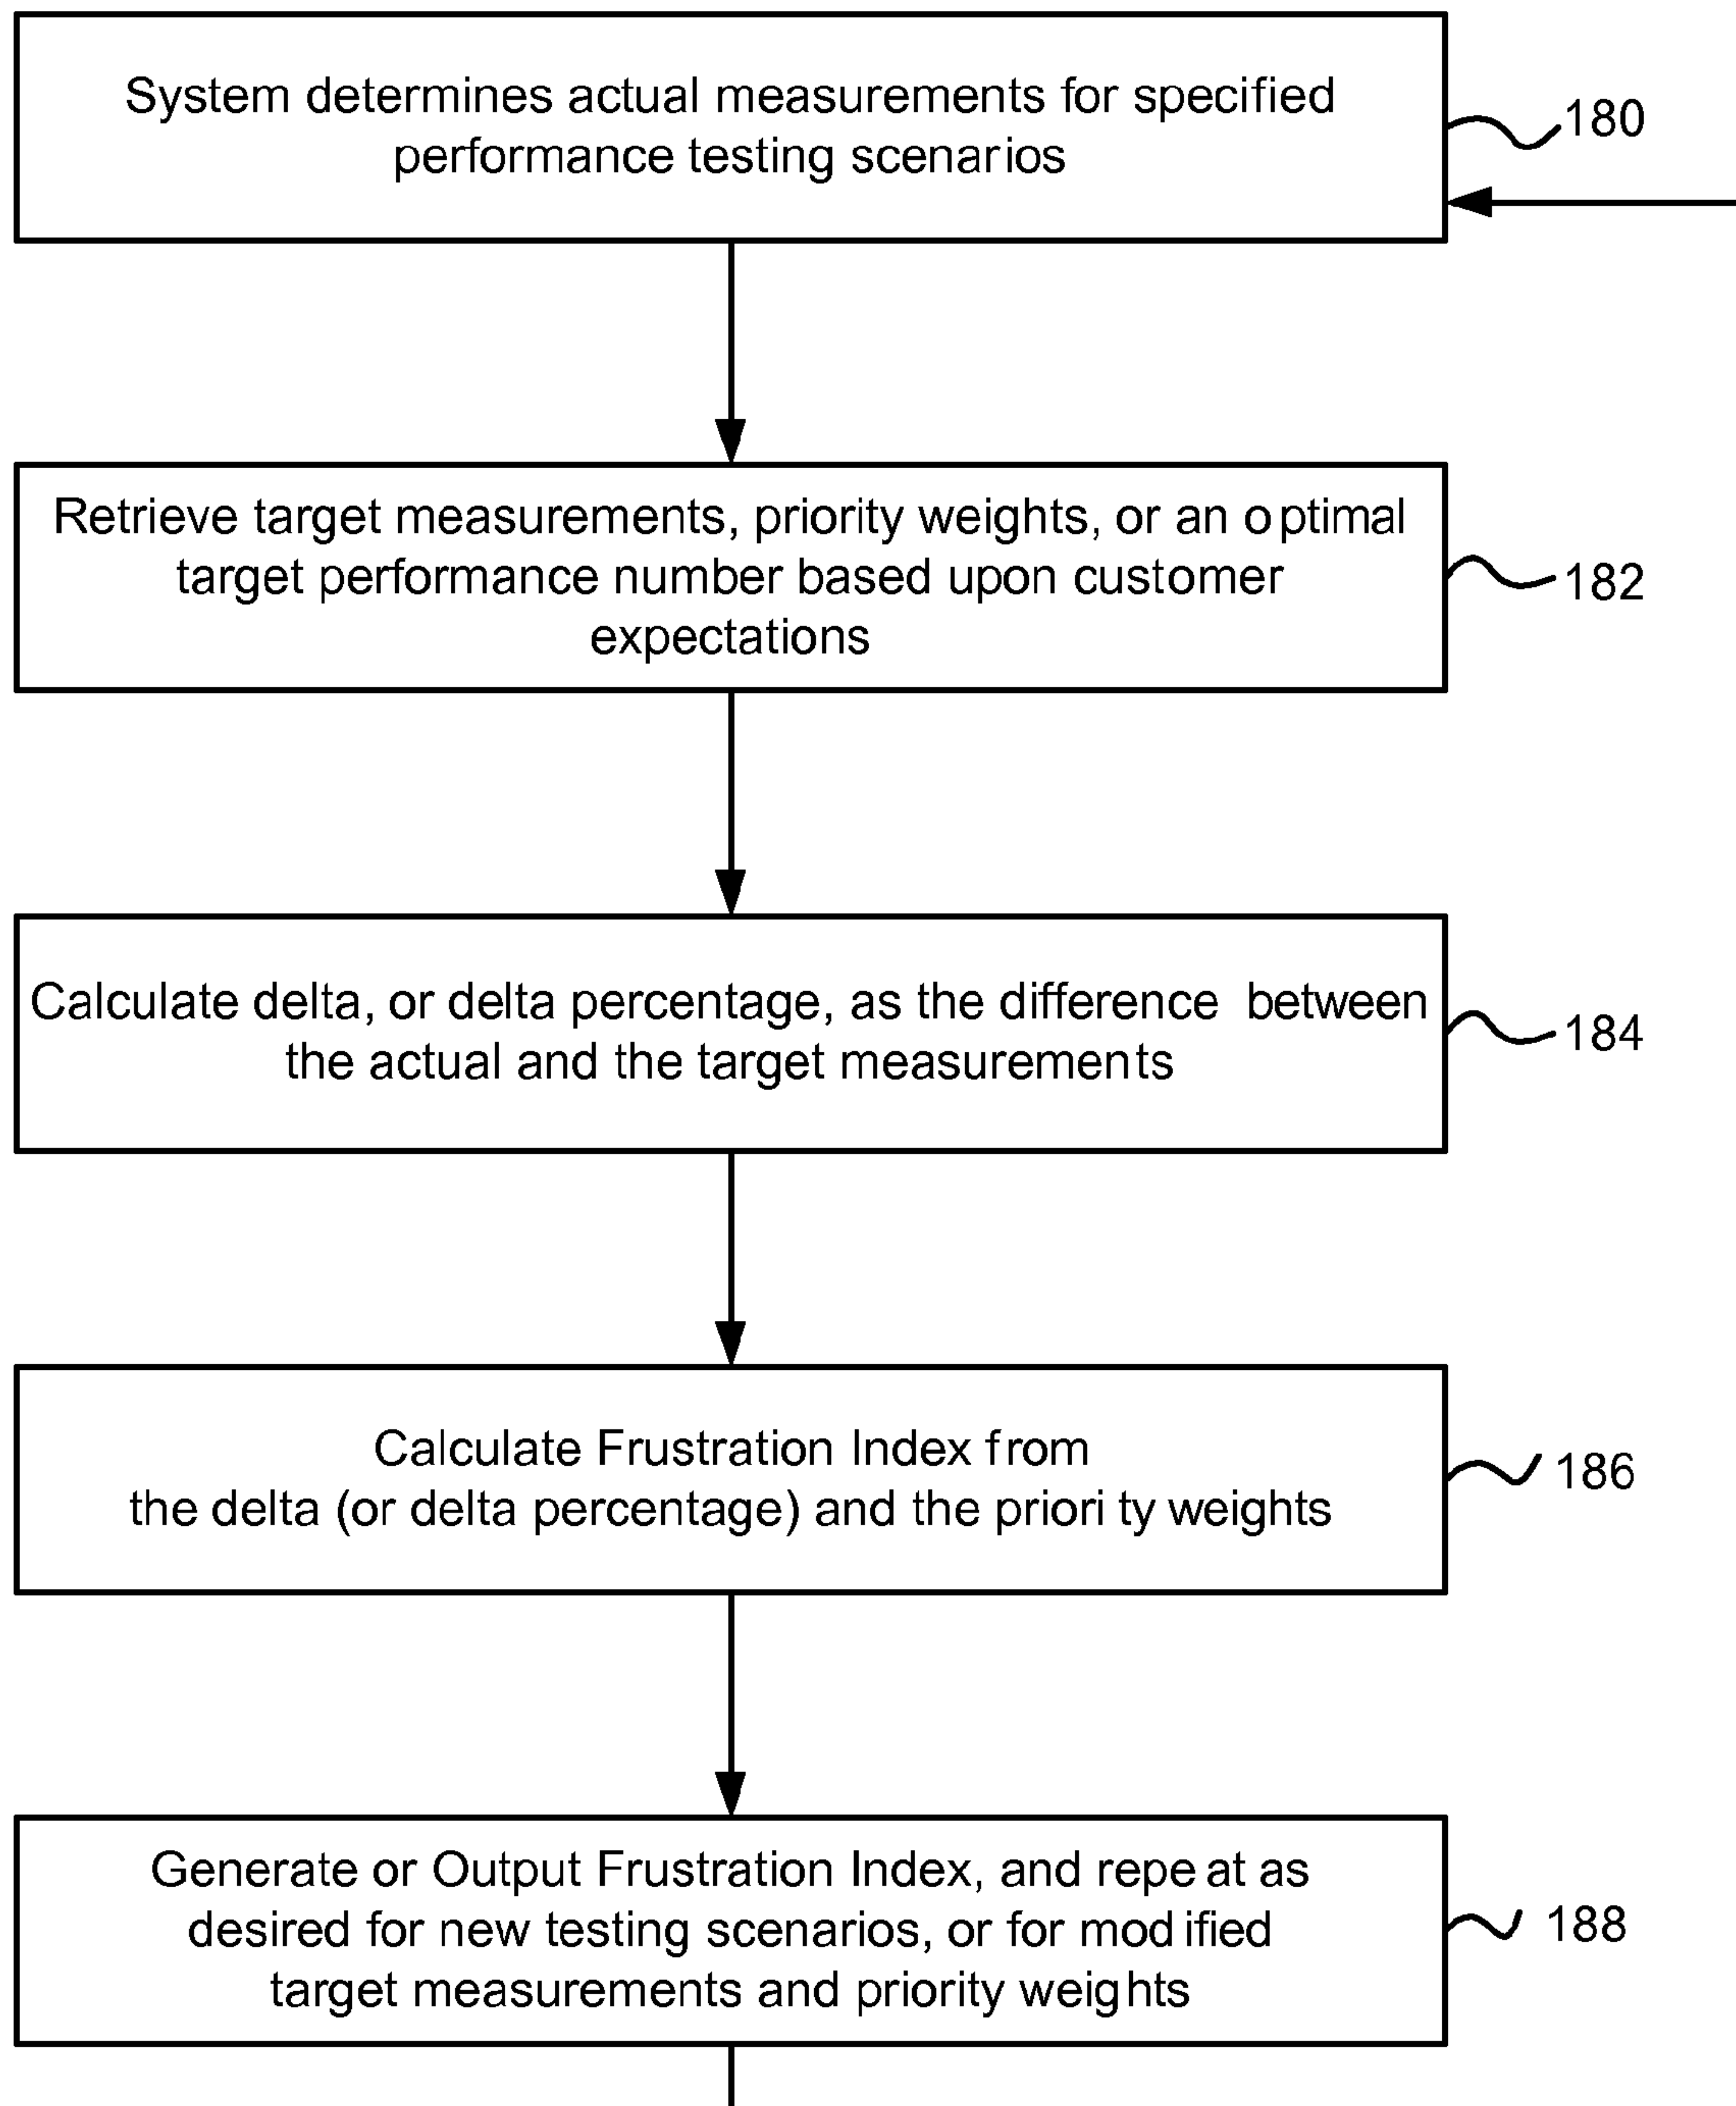 System determines actual measurements for specified
performance testing scenarios
180
Retrieve target measurements, priority weights, or an optimal
target performance number based upon customer
expectations
182
Calculate delta, or delta percentage, as the difference between
the actual and the target measurements
184
Calculate Frustration Index from
the delta (or delta percentage) and the priority weights
186
Generate or Output Frustration Index, and repeat as
desired for new testing scenarios, or for modified
target measurements and priority weights
188